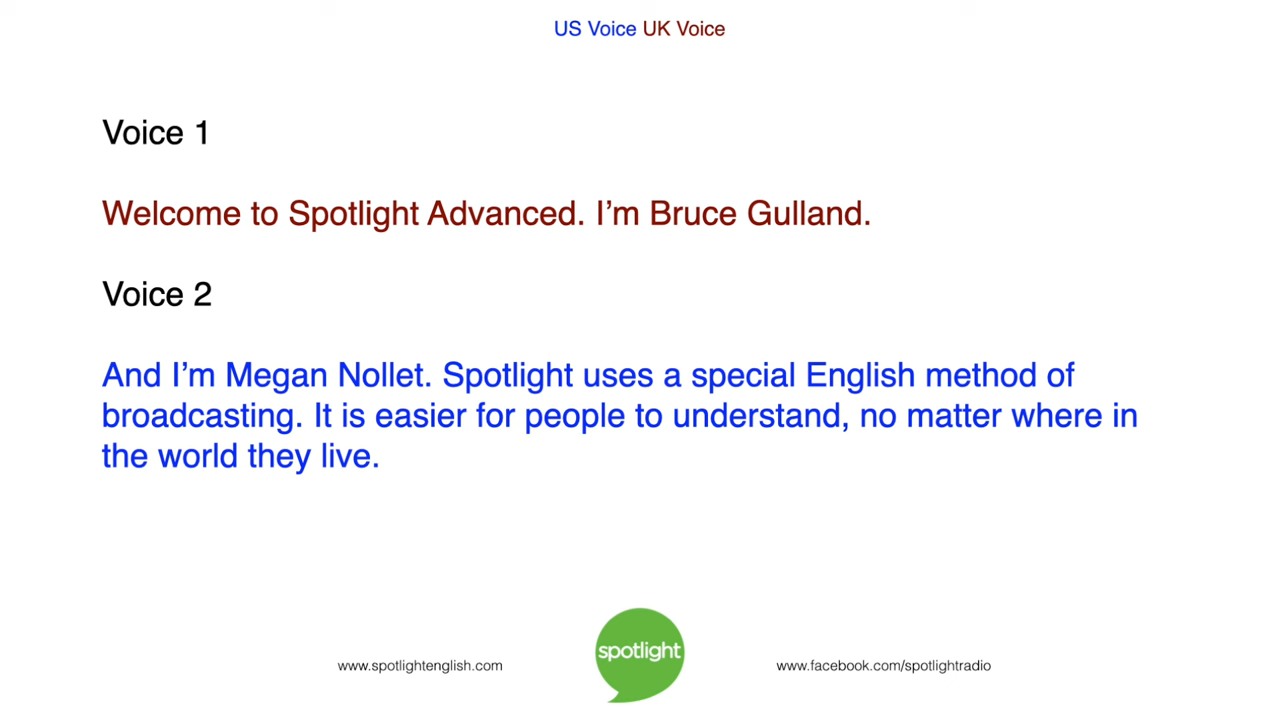 US Voice UK Voice
Voice 1
Welcome to Spotlight Advanced. I’m Bruce Gulland.
Voice 2
And I’m Megan Nollet. Spotlight uses a special English method of
broadcasting. It is easier for people to understand, no matter where in
the world they live.
www.spotlightenglish.com
spotlight
www.facebook.com/spotlightradio